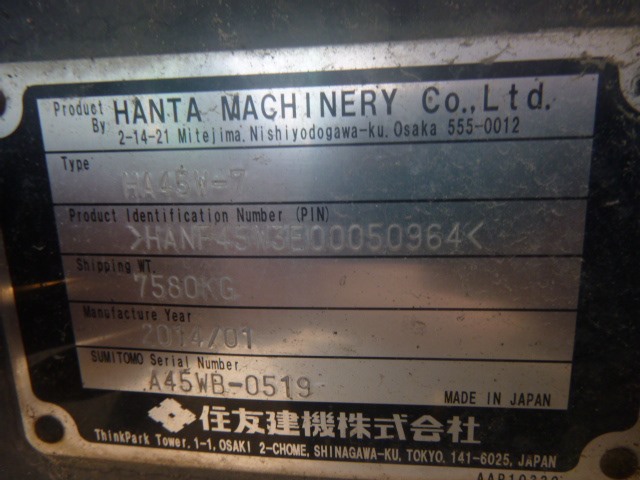 Product By: HANTA MACHINERY Co.,Ltd.
2-14-21 Mitejima, Nishiyodogawa-ku, Osaka 555-0012
Type
HA45W-7
Product Identification Number (PIN)
>HANF45W3E00050964<
Shipping WT.
7580KG
Manufacture Year
2014/01
SUMITOMO Serial Number
A45WB-0519
MADE IN JAPAN
住友建機株式会社
ThinkPark Tower, 1-1, OSAKI 2-CHOME, SHINAGAWA-KU, TOKYO, 141-6025, JAPAN